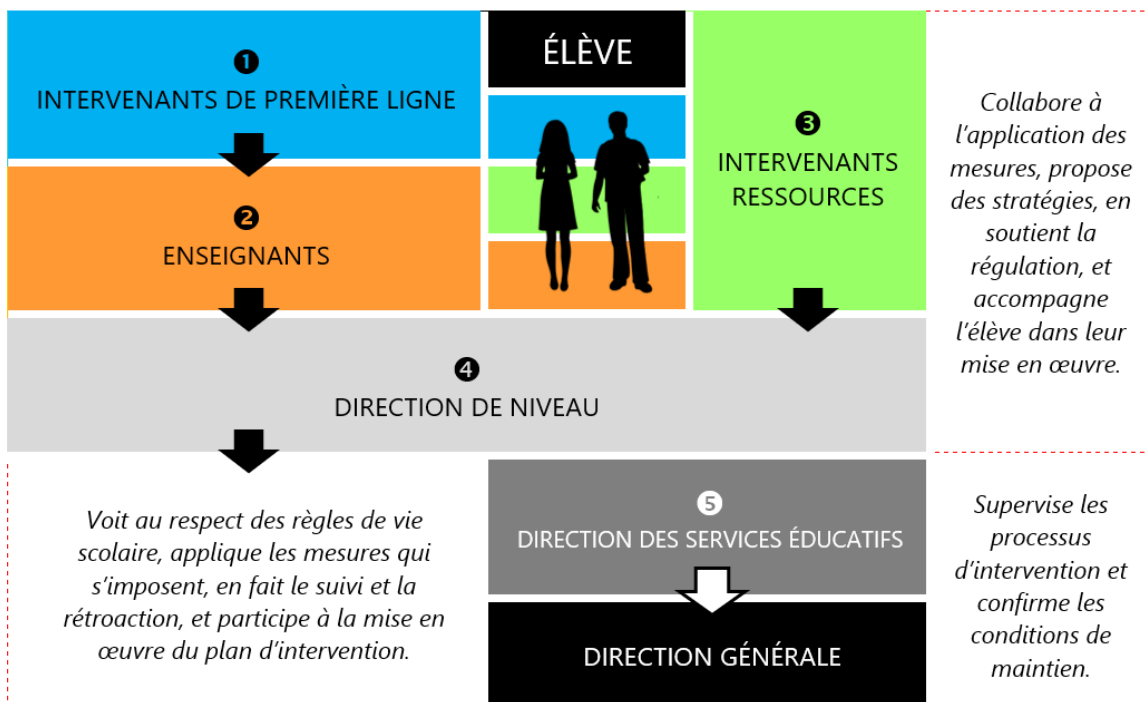 ❶
INTERVENANTS DE PREMIÈRE LIGNE
❷
ENSEIGNANTS
ÉLÈVE
❸
INTERVENANTS
RESSOURCES
Collabore à
l’application des
mesures, propose
des stratégies, en
soutient la
régulation, et
accompagne
l’élève dans leur
mise en œuvre.
❹
DIRECTION DE NIVEAU
Voit au respect des règles de vie
scolaire, applique les mesures qui
s’imposent, en fait le suivi et la
rétroaction, et participe à la mise en
œuvre du plan d’intervention.
❺
DIRECTION DES SERVICES ÉDUCATIFS
DIRECTION GÉNÉRALE
Supervise les
processus
d’intervention et
confirme les
conditions de
maintien.